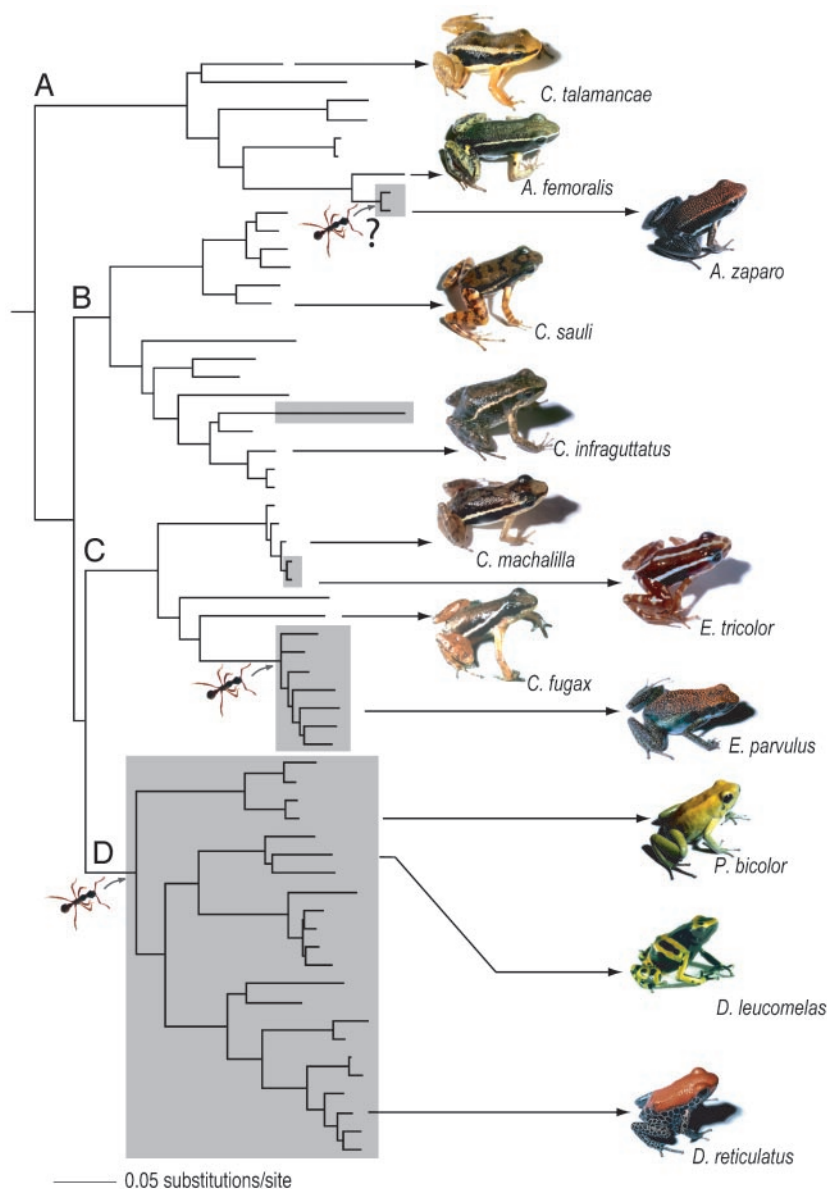 A
C. talamancae
A. femoralis
?
A. zaparo
B
C. sauli
C. infraguttatus
C
C. machalilla
E. tricolor
C. fugax
E. parvulus
P. bicolor
D
D. leucomelas
D. reticulatus
0.05 substitutions/site